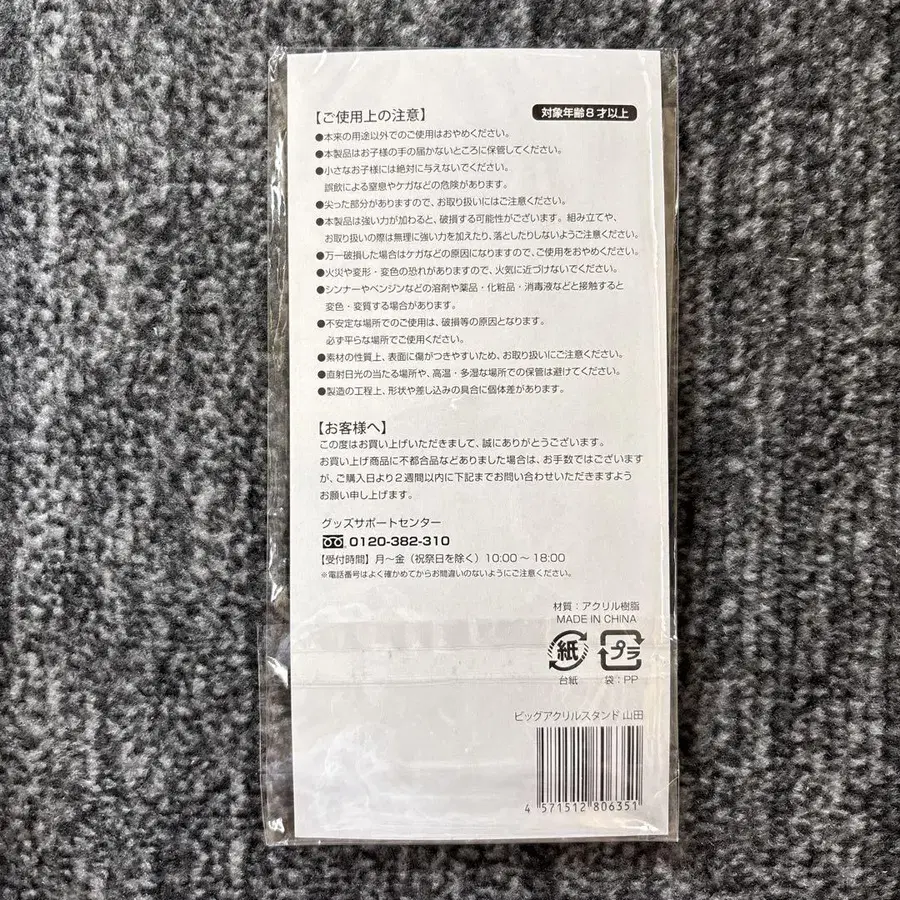 【ご使用上の注意】
対象年齢8才以上
●本来の用途以外でのご使用はおやめください。
●本製品はお子様の手の届かないところに保管してください。
●小さなお子様には絶対に与えないでください。
誤飲による窒息やケガなどの危険があります。
●尖った部分がありますので、お取り扱いにはご注意ください。
●本製品は強い力が加わると、破損する可能性がございます。組み立てや、
お取り扱いの際は無理に強い力を加えたり、落としたりしないようご注意ください。
●万一破損した場合はケガなどの原因になりますので、ご使用をおやめください。
●火災や変形・変色の恐れがありますので、火気に近づけないでください。
●シンナーやベンジンなどの溶剤や薬品・化粧品・消毒液などと接触すると
変色・変質する場合があります。
●不安定な場所でのご使用は、破損等の原因となります。
必ず平らな場所でご使用ください。
●素材の性質上、表面に傷がつきやすいため、お取り扱いにご注意ください。
●直射日光の当たる場所や、高温・多湿な場所での保管は避けてください。
●製造の工程上、形状や差し込みの具合に個体差があります。
【お客様へ】
この度はお買い上げいただきまして、誠にありがとうございます。
お買い上げ商品に不都合品などありました場合は、お手数ではございます
が、ご購入日より2週間以内に下記までお問い合わせいただきますよう
お願い申し上げます。
グッズサポートセンター
0120-382-310
【受付時間】月〜金（祝祭日を除く）10:00〜18:00
※電話番号はよく確かめてからお間違いのないようにご注意ください。
材質：アクリル樹脂
MADE IN CHINA
紙 プラ
台紙 袋：PP
ビッグアクリルスタンド 山田
4 571512 806351